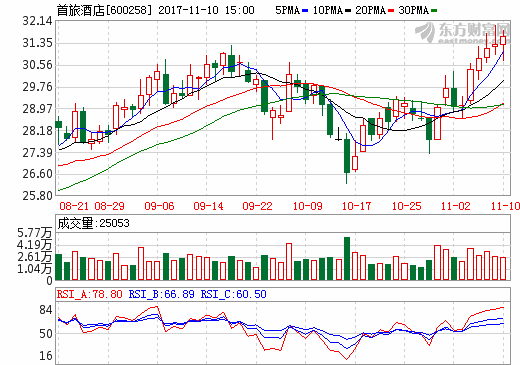 首旅酒店[600258] 2017-11-10 15:00 5PMA 10PMA 20PMA 30PMA
东方财富网
eastmoney.com
32.14
31.35
30.56
29.76
28.97
28.18
27.39
26.60
25.80
08-21 08-29 09-06 09-14 09-22 10-09 10-17 10-25 11-02 11-10
成交量:25053
5.77万
4.19万
2.61万
1.04万
0
RSI_A:78.80 RSI_B:66.89 RSI_C:60.50
84
50
16